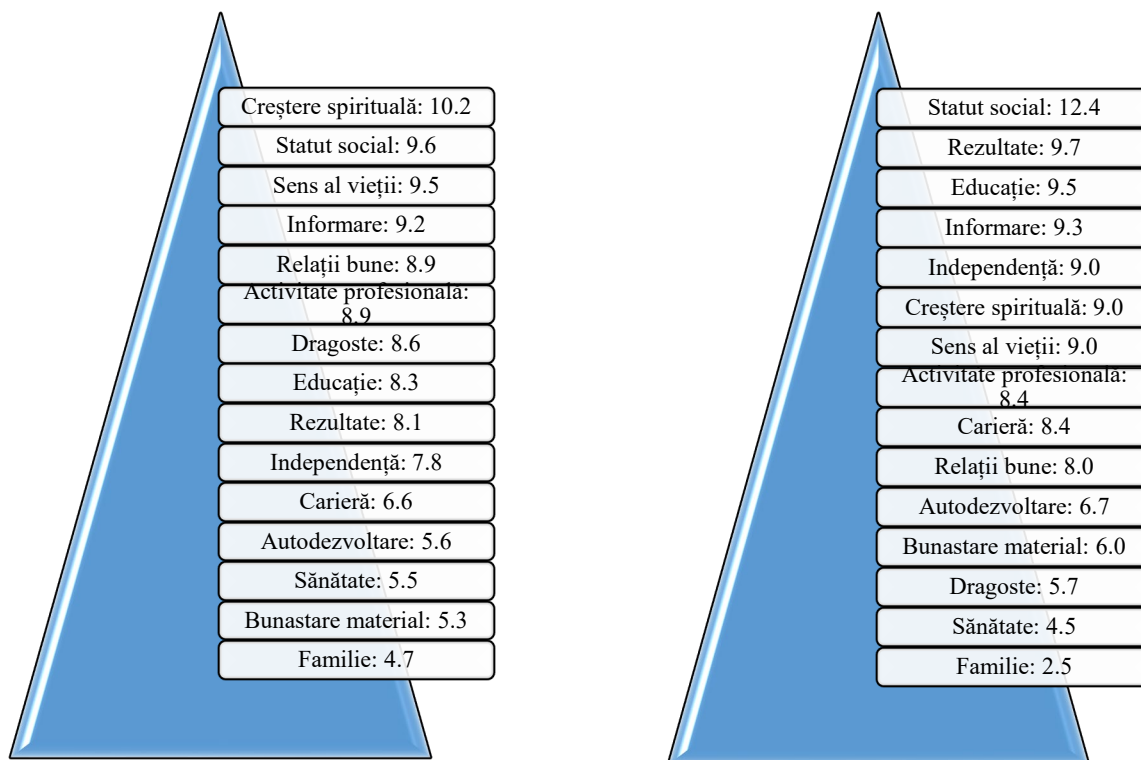 Creștere spirituală: 10.2
Statut social: 9.6
Sens al vieții: 9.5
Informare: 9.2
Relații bune: 8.9
Activitate profesională:
8.9
Dragoste: 8.6
Educație: 8.3
Rezultate: 8.1
Independență: 7.8
Carieră: 6.6
Autodezvoltare: 5.6
Sănătate: 5.5
Bunastare material: 5.3
Familie: 4.7
Statut social: 12.4
Rezultate: 9.7
Educație: 9.5
Informare: 9.3
Independență: 9.0
Creștere spirituală: 9.0
Sens al vieții: 9.0
Activitate profesională:
8.4
Carieră: 8.4
Relații bune: 8.0
Autodezvoltare: 6.7
Bunastare material: 6.0
Dragoste: 5.7
Sănătate: 4.5
Familie: 2.5